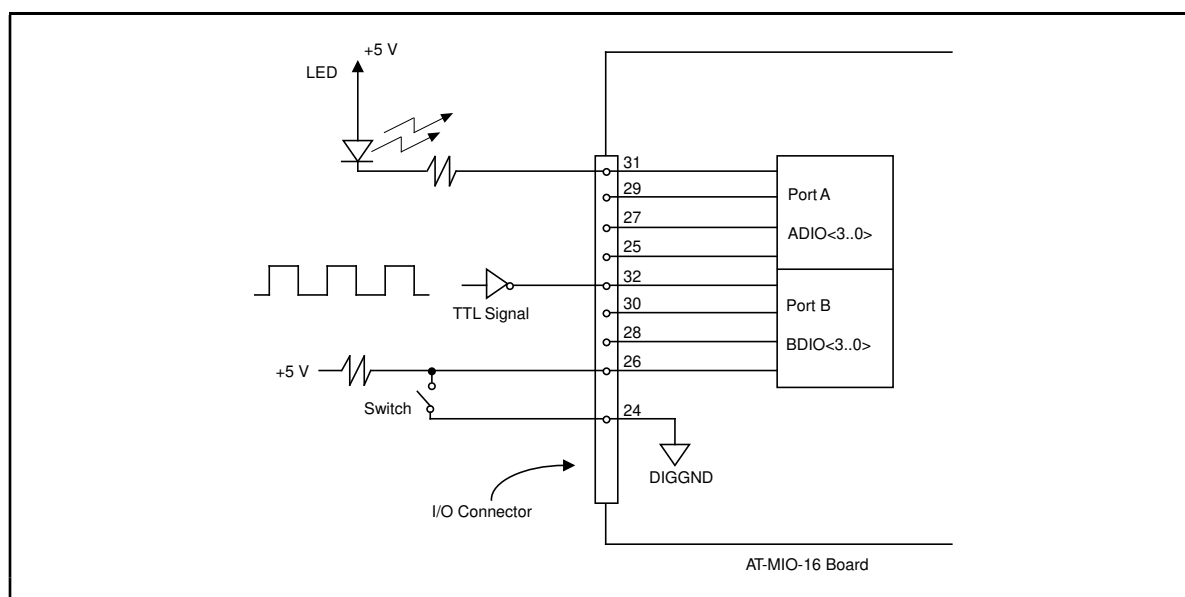 +5 V
LED
31
29
Port A
27
ADIO<3..0>
25
32
TTL Signal
30
Port B
28
BDIO<3..0>
26
+5 V
Switch
24
DIGGND
I/O Connector
AT-MIO-16 Board